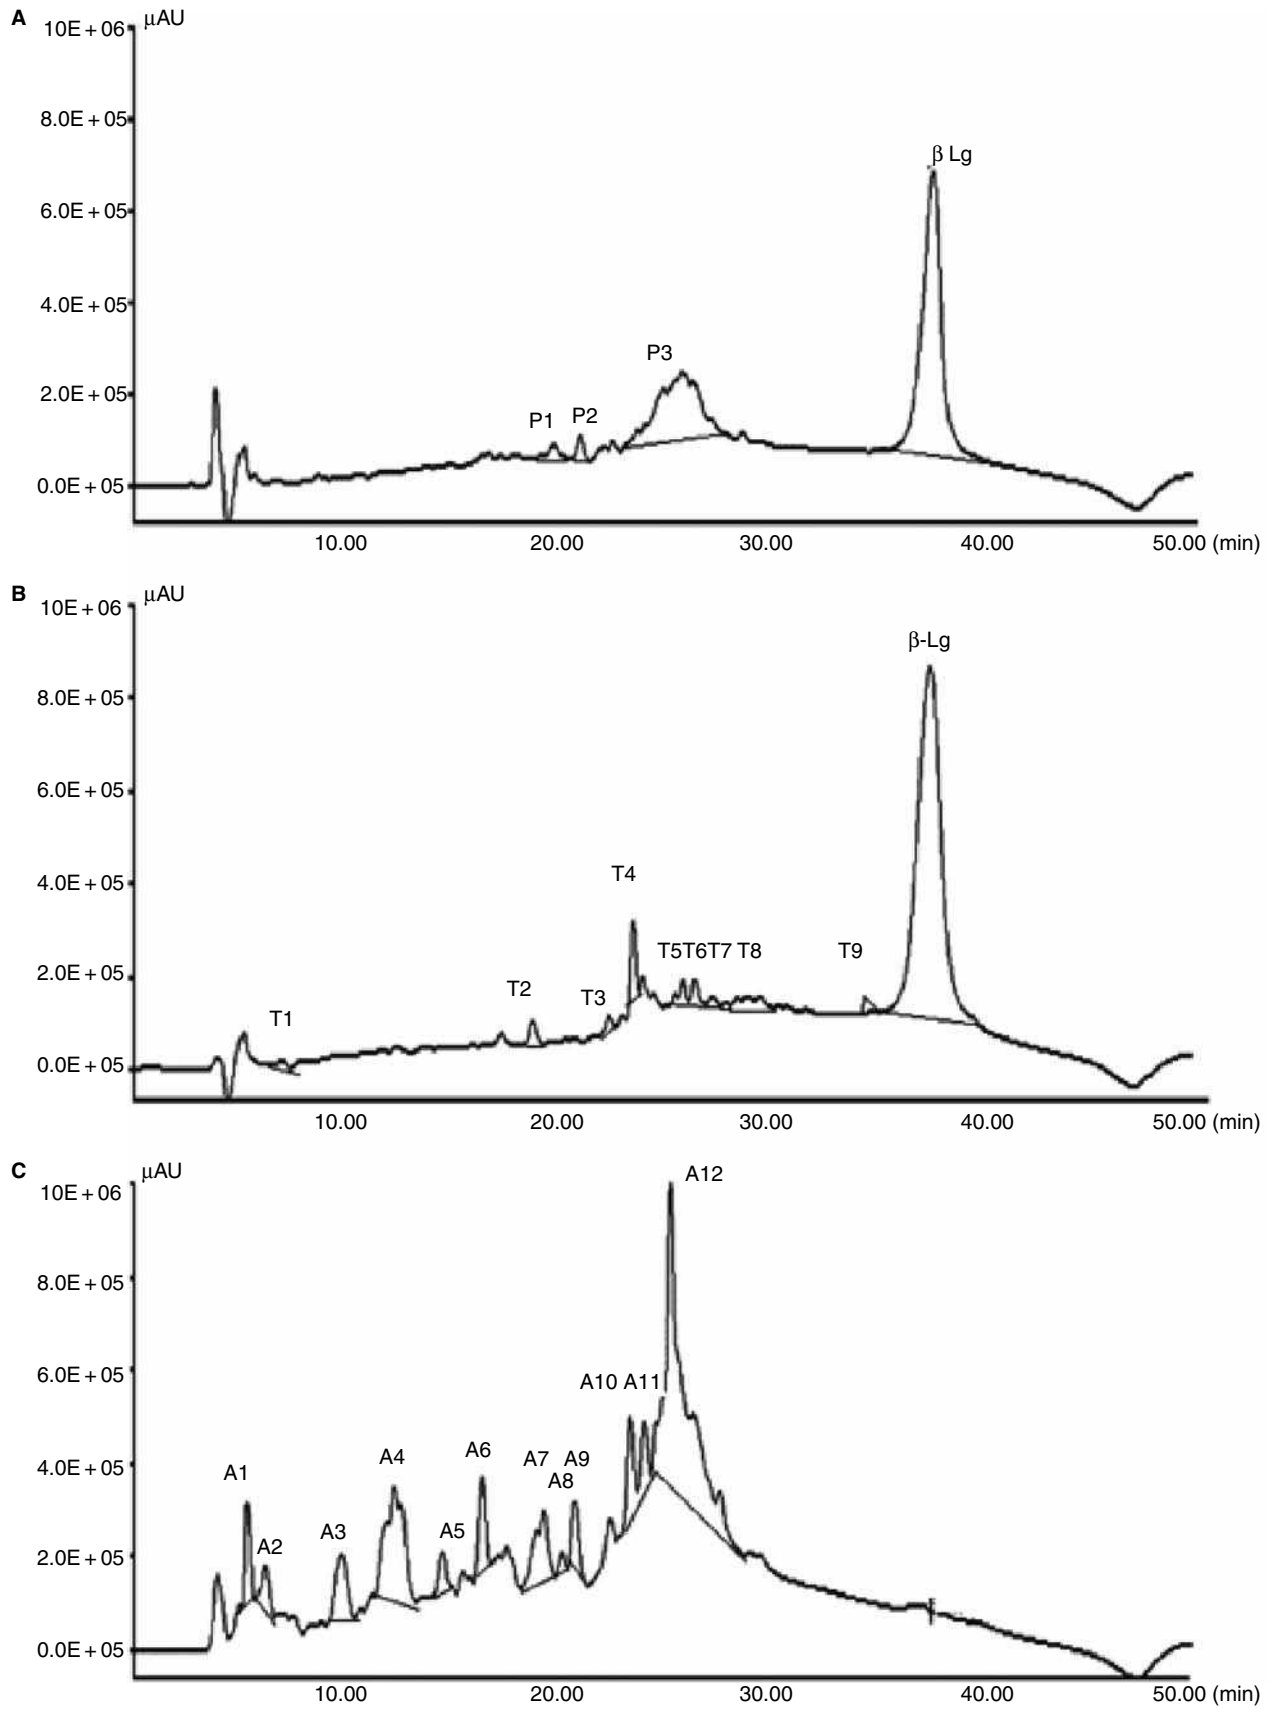 A
μAU
10E + 06
8.0E + 05
β Lg
6.0E + 05
4.0E + 05
P3
2.0E + 05
P1 P2
0.0E + 05
10.00 20.00 30.00 40.00 50.00 (min)
B
μAU
10E + 06
β-Lg
8.0E + 05
6.0E + 05
4.0E + 05
T4
2.0E + 05
T5 T6 T7 T8 T9
T2 T3
T1
0.0E + 05
10.00 20.00 30.00 40.00 50.00 (min)
C
μAU
A12
10E + 06
8.0E + 05
6.0E + 05
A10 A11
4.0E + 05
A4 A6 A7 A9
A1 A8
A2 A3 A5
2.0E + 05
0.0E + 05
10.00 20.00 30.00 40.00 50.00 (min)